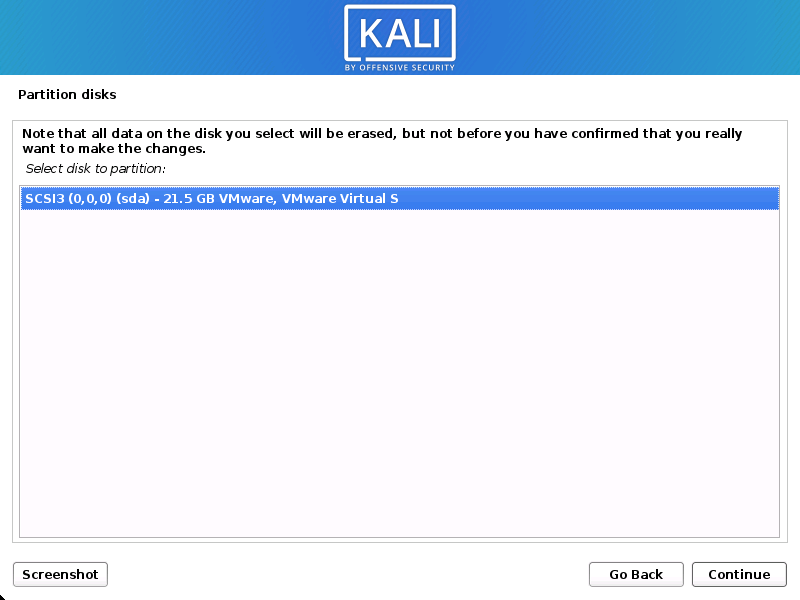 KALI
BY OFFENSIVE SECURITY
Partition disks
Note that all data on the disk you select will be erased, but not before you have confirmed that you really
want to make the changes.
Select disk to partition:
SCSI3 (0,0,0) (sda) - 21.5 GB VMware, VMware Virtual S
Screenshot
Go Back
Continue